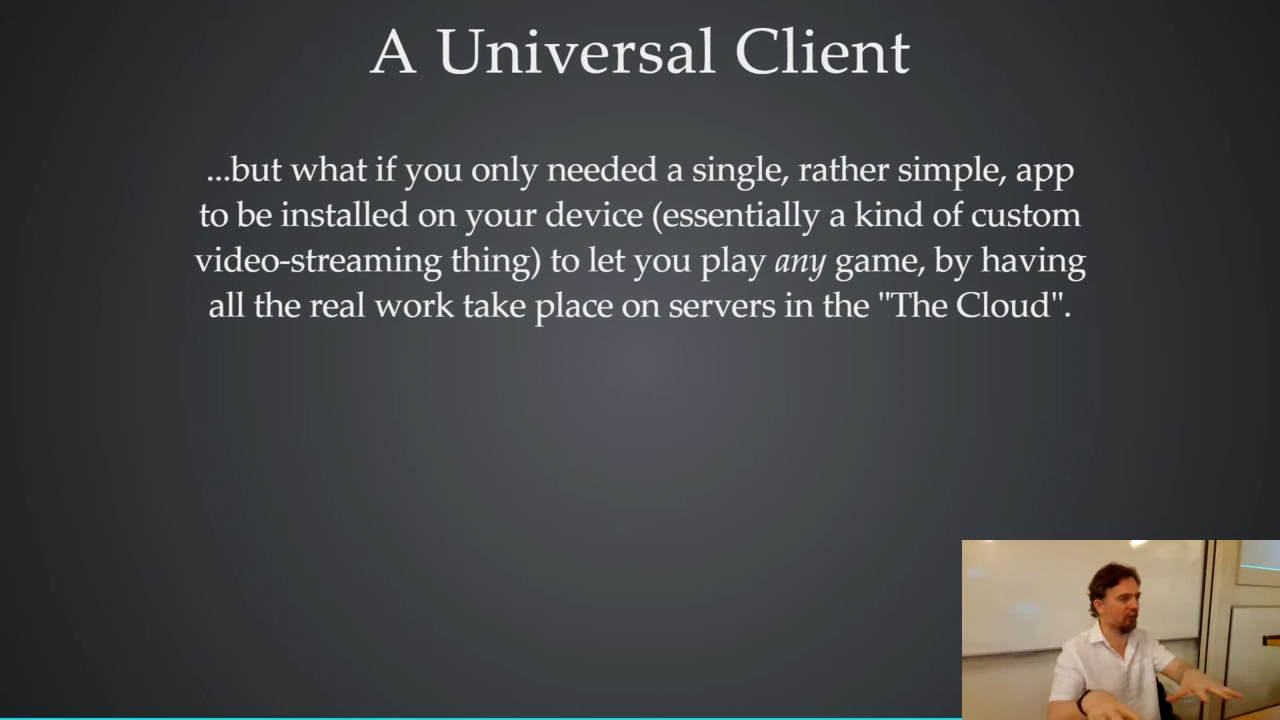 A Universal Client
...but what if you only needed a single, rather simple, app
to be installed on your device (essentially a kind of custom
video-streaming thing) to let you play any game, by having
all the real work take place on servers in the "The Cloud".